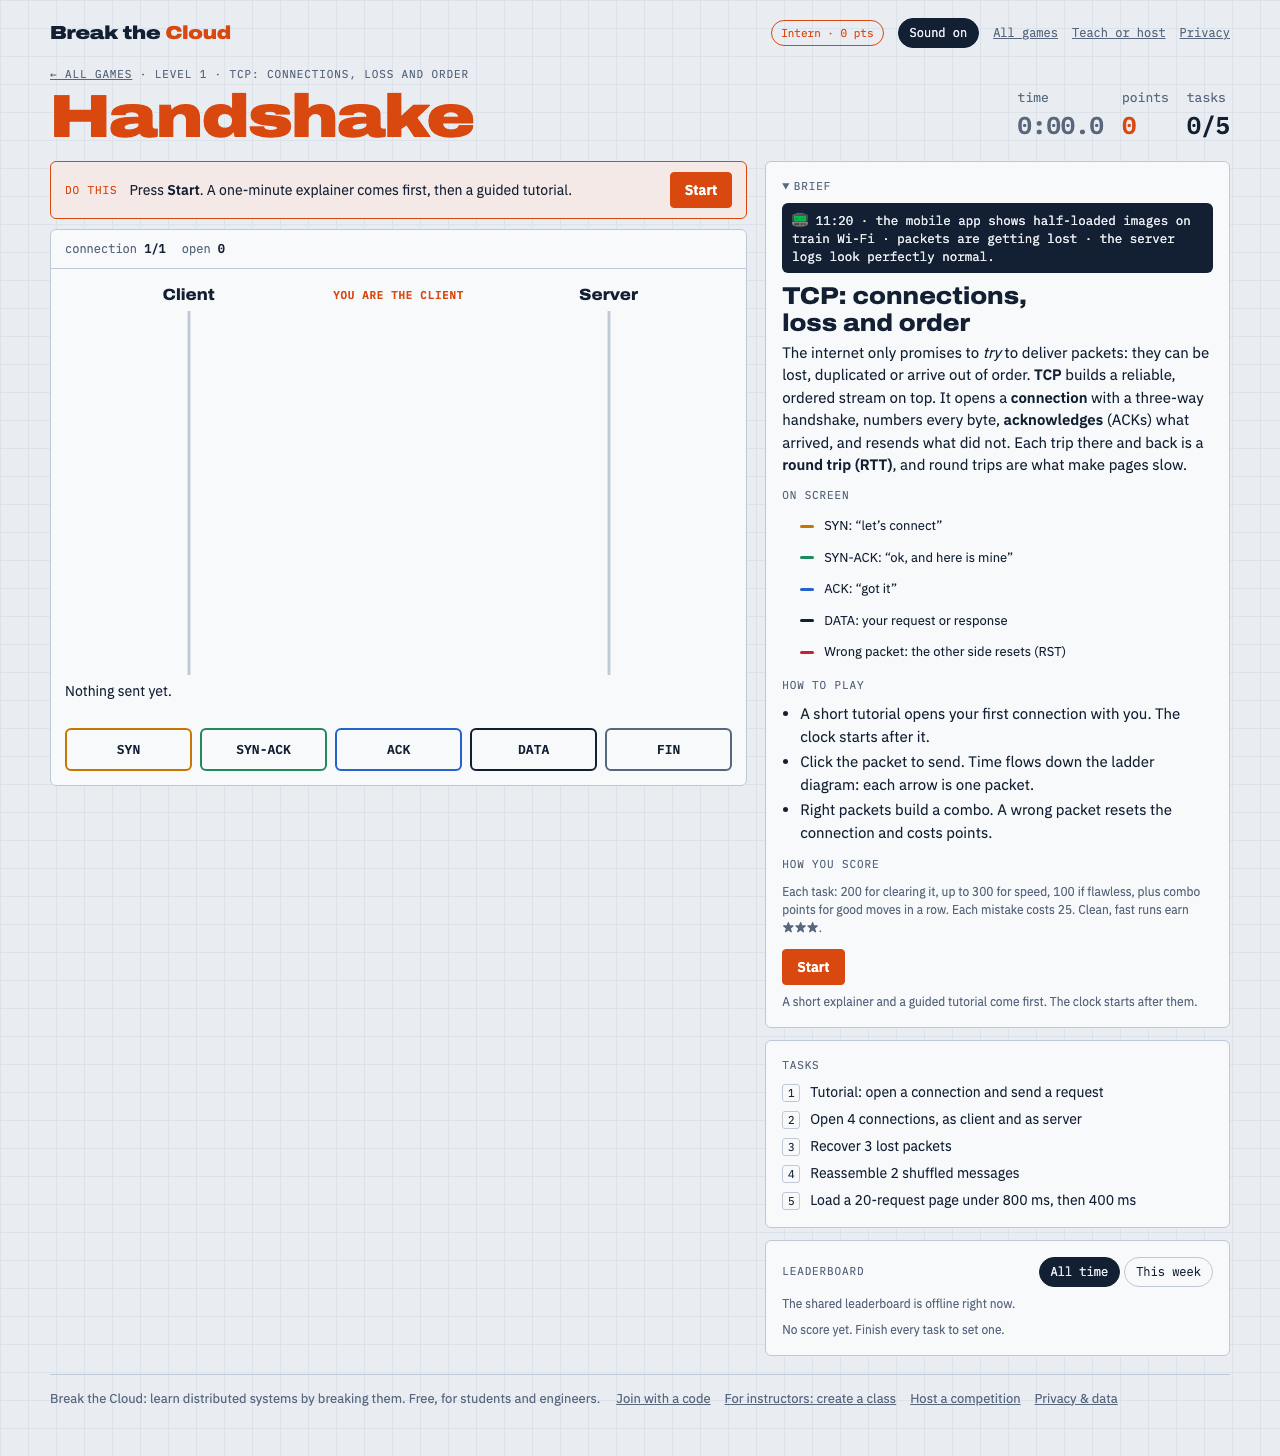 Break the Cloud
Intern · 0 pts
Sound on
All games
Teach or host
Privacy
← ALL GAMES · LEVEL 1 · TCP: CONNECTIONS, LOSS AND ORDER
Handshake
time
0:00.0
points
0
tasks
0/5
DO THIS Press Start. A one-minute explainer comes first, then a guided tutorial.
Start
connection 1/1 open 0
Client
YOU ARE THE CLIENT
Server
Nothing sent yet.
SYN
SYN-ACK
ACK
DATA
FIN
▼ BRIEF
11:20 · the mobile app shows half-loaded images on
train Wi-Fi · packets are getting lost · the server
logs look perfectly normal.
TCP: connections,
loss and order
The internet only promises to try to deliver packets: they can be
lost, duplicated or arrive out of order. TCP builds a reliable,
ordered stream on top. It opens a connection with a three-way
handshake, numbers every byte, acknowledges (ACKs) what
arrived, and resends what did not. Each trip there and back is a
round trip (RTT), and round trips are what make pages slow.
ON SCREEN
SYN: “let’s connect”
SYN-ACK: “ok, and here is mine”
ACK: “got it”
DATA: your request or response
Wrong packet: the other side resets (RST)
HOW TO PLAY
• A short tutorial opens your first connection with you. The
clock starts after it.
• Click the packet to send. Time flows down the ladder
diagram: each arrow is one packet.
• Right packets build a combo. A wrong packet resets the
connection and costs points.
HOW YOU SCORE
Each task: 200 for clearing it, up to 300 for speed, 100 if flawless, plus combo
points for good moves in a row. Each mistake costs 25. Clean, fast runs earn
★★★.
Start
A short explainer and a guided tutorial come first. The clock starts after them.
TASKS
1 Tutorial: open a connection and send a request
2 Open 4 connections, as client and as server
3 Recover 3 lost packets
4 Reassemble 2 shuffled messages
5 Load a 20-request page under 800 ms, then 400 ms
LEADERBOARD
All time
This week
The shared leaderboard is offline right now.
No score yet. Finish every task to set one.
Break the Cloud: learn distributed systems by breaking them. Free, for students and engineers.
Join with a code
For instructors: create a class
Host a competition
Privacy & data